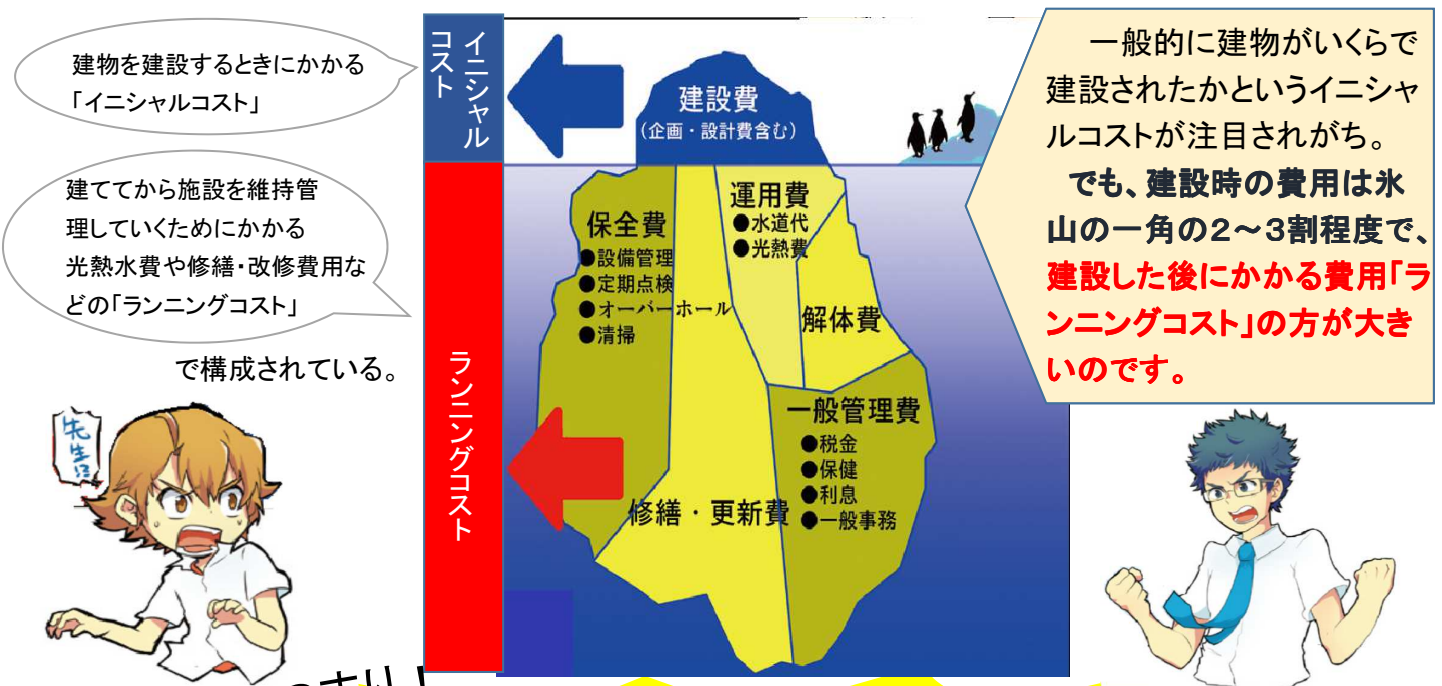 建物を建設するときにかかる
「イニシャルコスト」
建ててから施設を維持管
理していくためにかかる
光熱水費や修繕・改修費用な
どの「ランニングコスト」
で構成されている。
イニシャル
コスト
ランニングコスト
建設費
(企画・設計費含む)
保全費
●設備管理
●定期点検
●オーバーホール
●清掃
運用費
●水道代
●光熱費
解体費
修繕・更新費
一般管理費
●税金
●保健
●利息
●一般事務
一般的に建物がいくらで
建設されたかというイニシャ
ルコストが注目されがち。
でも、建設時の費用は氷
山の一角の2～3割程度で、
建設した後にかかる費用「ラ
ンニングコスト」の方が大き
いのです。
先生!?